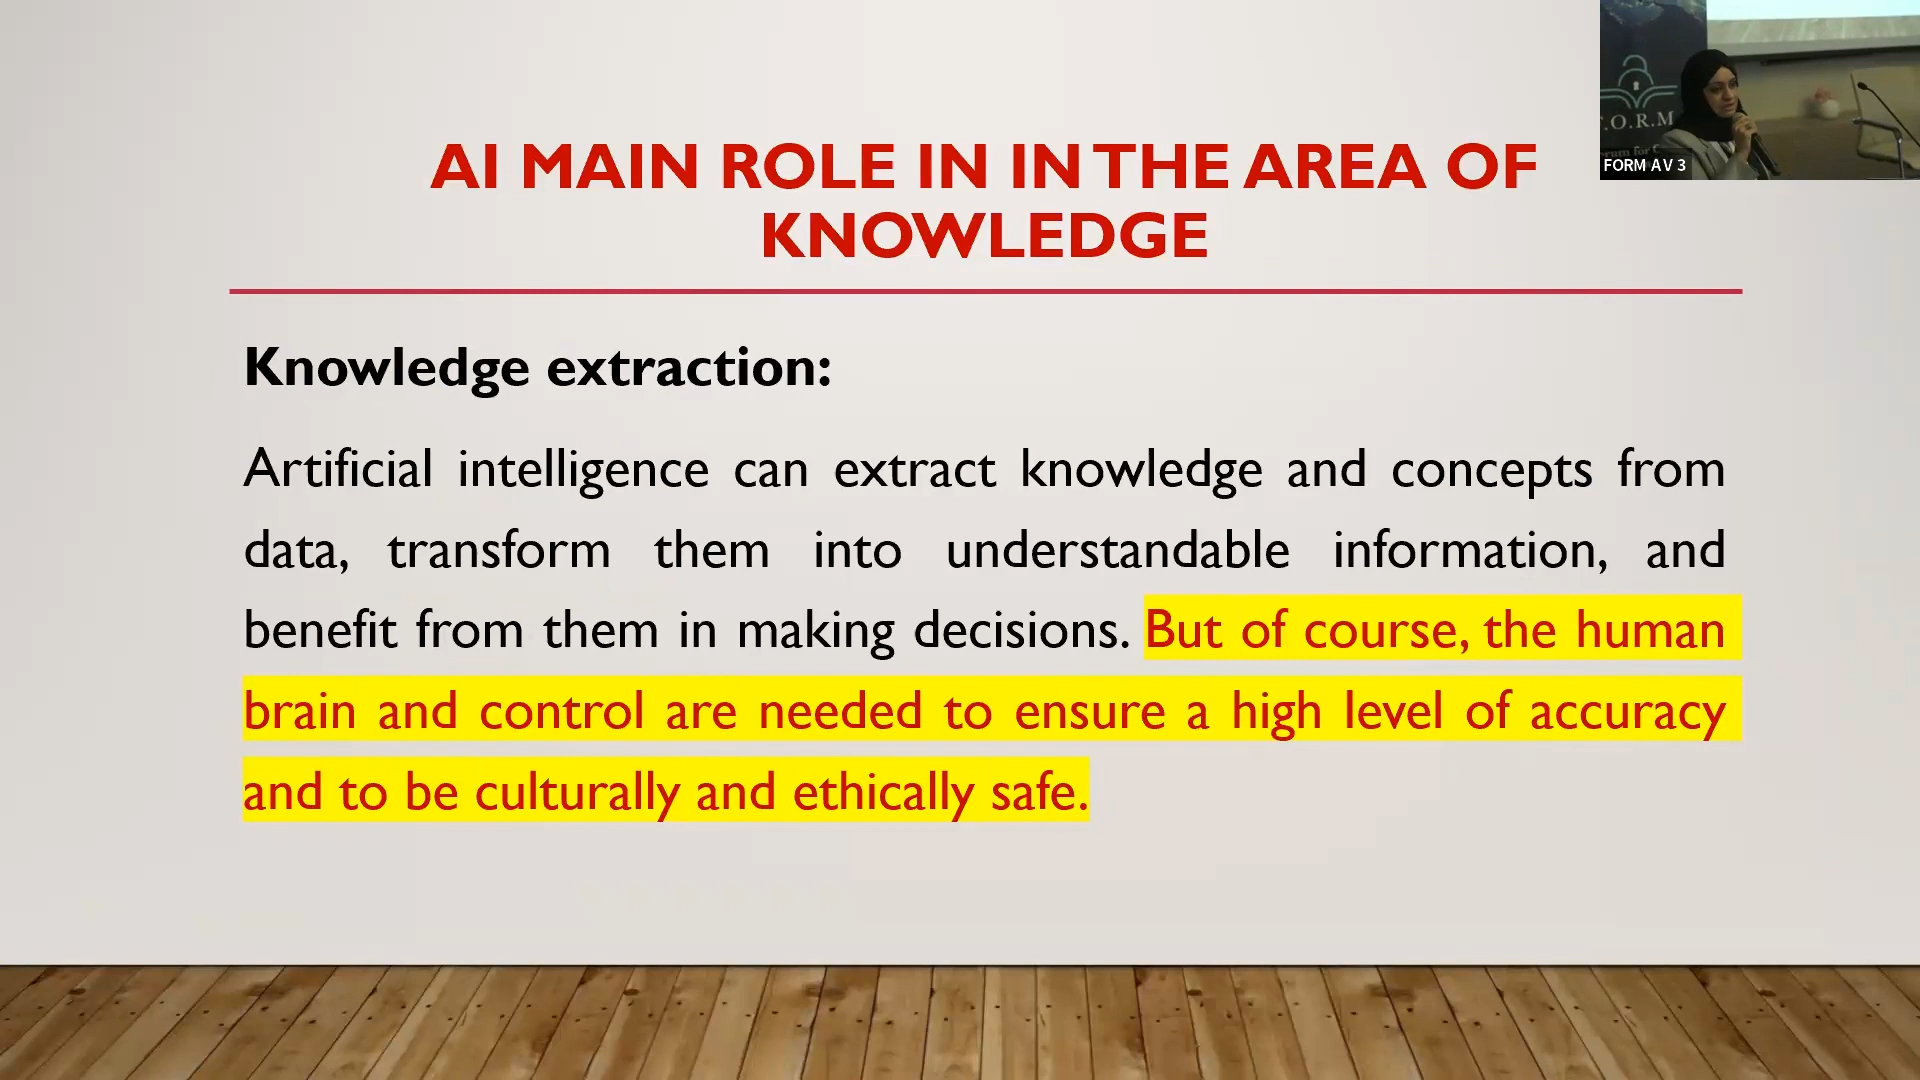 AI MAIN ROLE IN IN THE AREA OF
KNOWLEDGE
.O.R.M
FORM AV 3
Knowledge extraction:
Artificial intelligence can extract knowledge and concepts from
data, transform them into understandable information, and
benefit from them in making decisions. But of course, the human
brain and control are needed to ensure a high level of accuracy
and to be culturally and ethically safe.